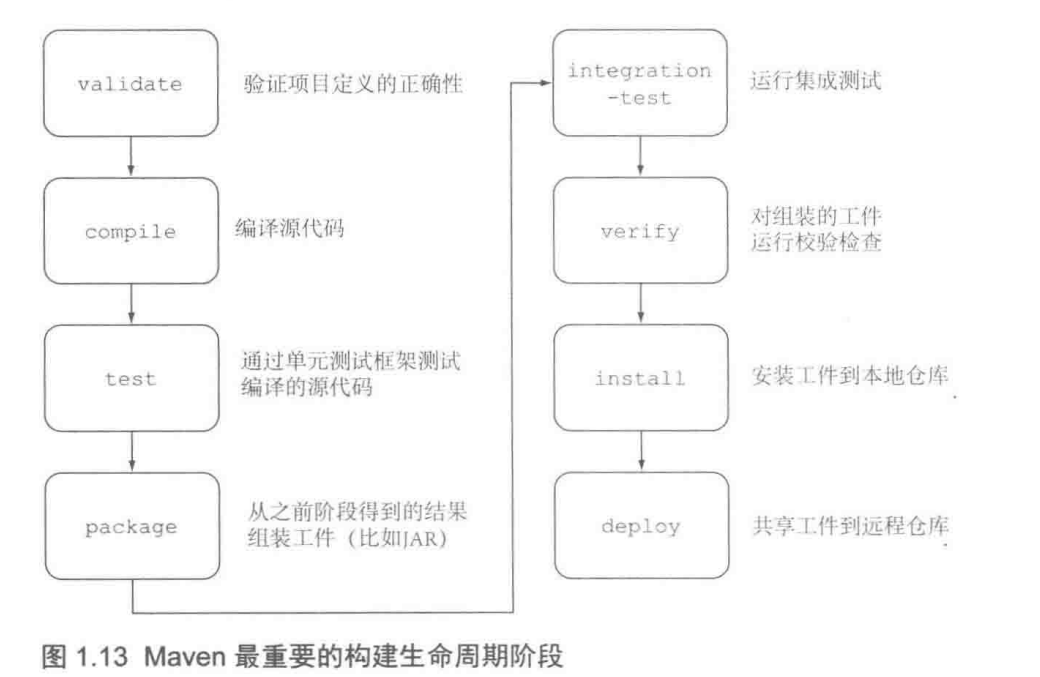 validate
验证项目定义的正确性
compile
编译源代码
test
通过单元测试框架测试
编译的源代码
package
从之前阶段得到的结果
组装工件（比如JAR）
integration
-test
运行集成测试
verify
对组装的工件
运行校验检查
install
安装工件到本地仓库
deploy
共享工件到远程仓库
图 1.13 Maven 最重要的构建生命周期阶段